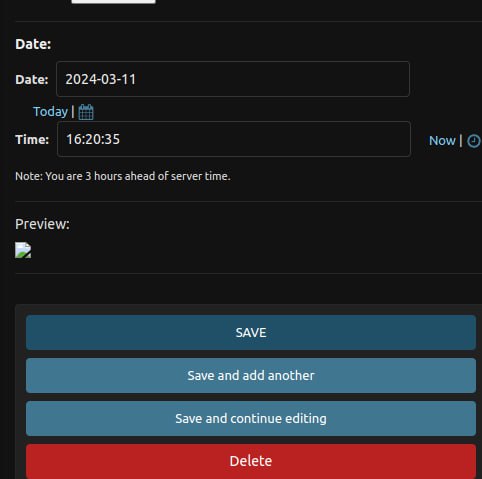 Date:
Date: 2024-03-11
Today |
Time: 16:20:35 Now |
Note: You are 3 hours ahead of server time.
Preview:
SAVE
Save and add another
Save and continue editing
Delete